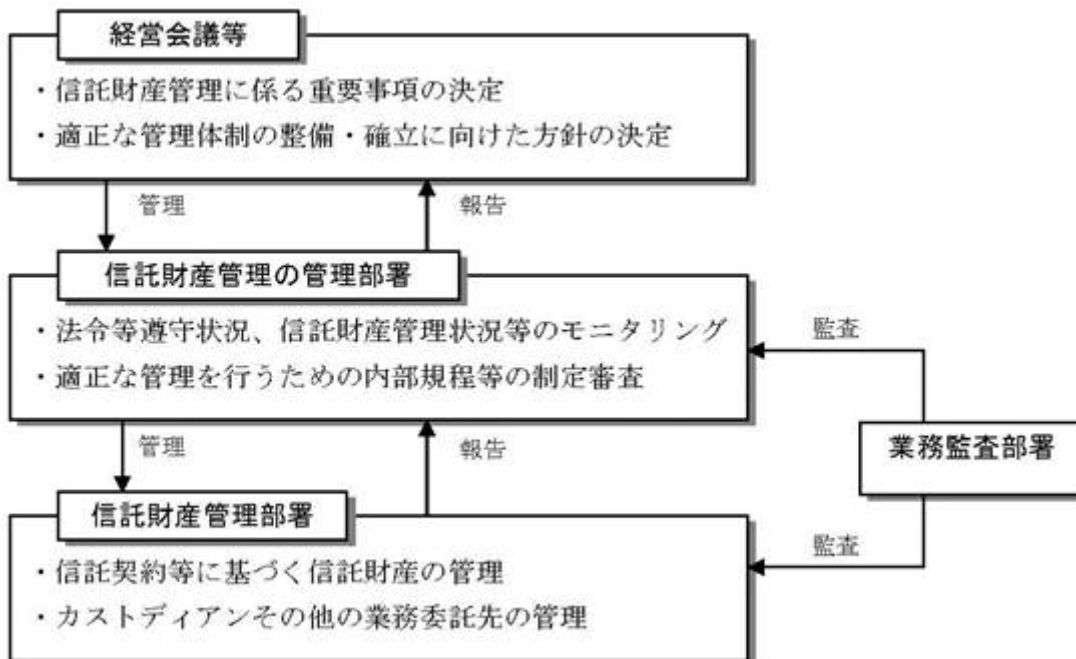 経営会議等
・信託財産管理に係る重要事項の決定
・適正な管理体制の整備・確立に向けた方針の決定
管理
報告
信託財産管理の管理部署
・法令等遵守状況、信託財産管理状況等のモニタリング
・適正な管理を行うための内部規程等の制定審査
監査
管理
報告
業務監査部署
信託財産管理部署
監査
・信託契約等に基づく信託財産の管理
・カストディアンその他の業務委託先の管理